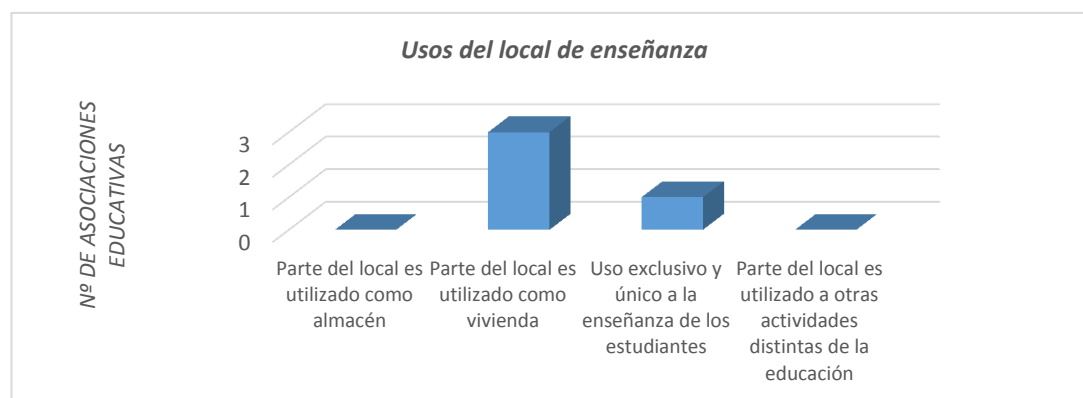 Usos del local de enseñanza
Nº DE ASOCIACIONES
EDUCATIVAS
3
2
1
0
Parte del local es
utilizado como
almacén
Parte del local es
utilizado como
vivienda
Uso exclusivo y
único a la
enseñanza de los
estudiantes
Parte del local es
utilizado a otras
actividades
distintas de la
educación